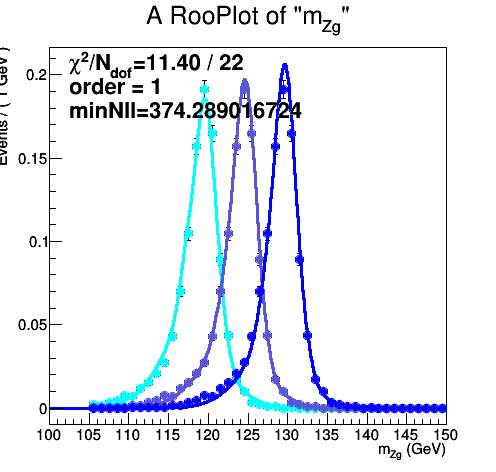 A RooPlot of "m_Zg"
χ²/N_dof=11.40 / 22
order = 1
minNll=374.289016724
Events / ( 1 GeV )
0.2
0.15
0.1
0.05
0
100 105 110 115 120 125 130 135 140 145 150
m_Zg (GeV)